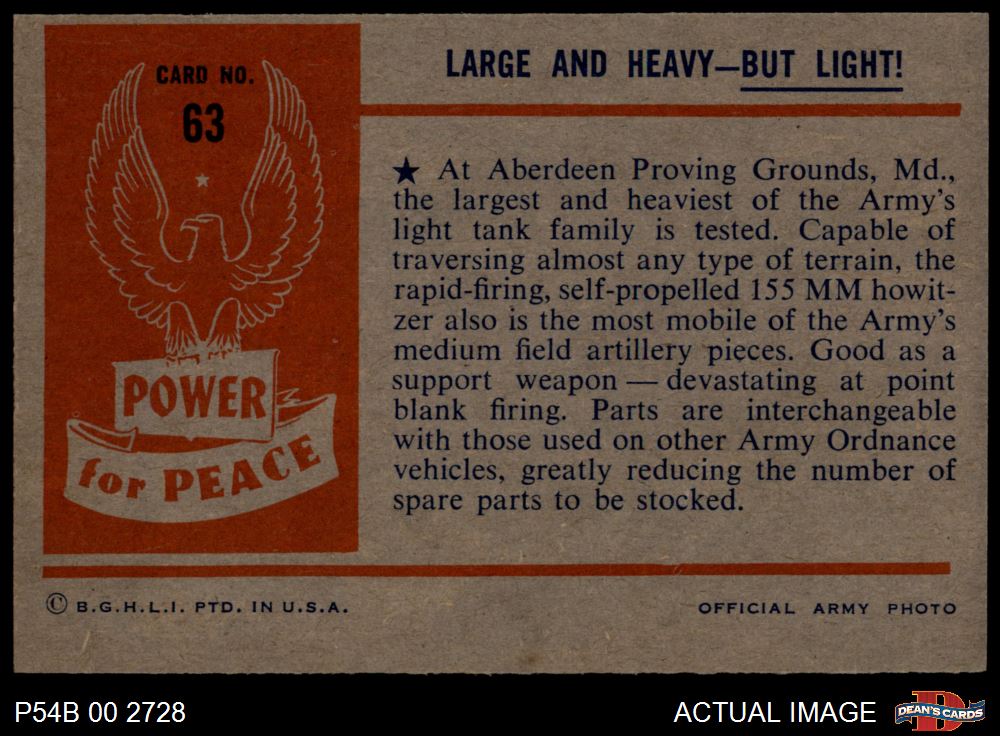 CARD NO.
63
POWER
for PEACE
LARGE AND HEAVY—BUT LIGHT!
★ At Aberdeen Proving Grounds, Md.,
the largest and heaviest of the Army's
light tank family is tested. Capable of
traversing almost any type of terrain, the
rapid-firing, self-propelled 155 MM howit-
zer also is the most mobile of the Army's
medium field artillery pieces. Good as a
support weapon — devastating at point
blank firing. Parts are interchangeable
with those used on other Army Ordnance
vehicles, greatly reducing the number of
spare parts to be stocked.
© B.G.H.L.I. PTD. IN U.S.A.
OFFICIAL ARMY PHOTO
P54B 00 2728
ACTUAL IMAGE
DEAN'S CARDS